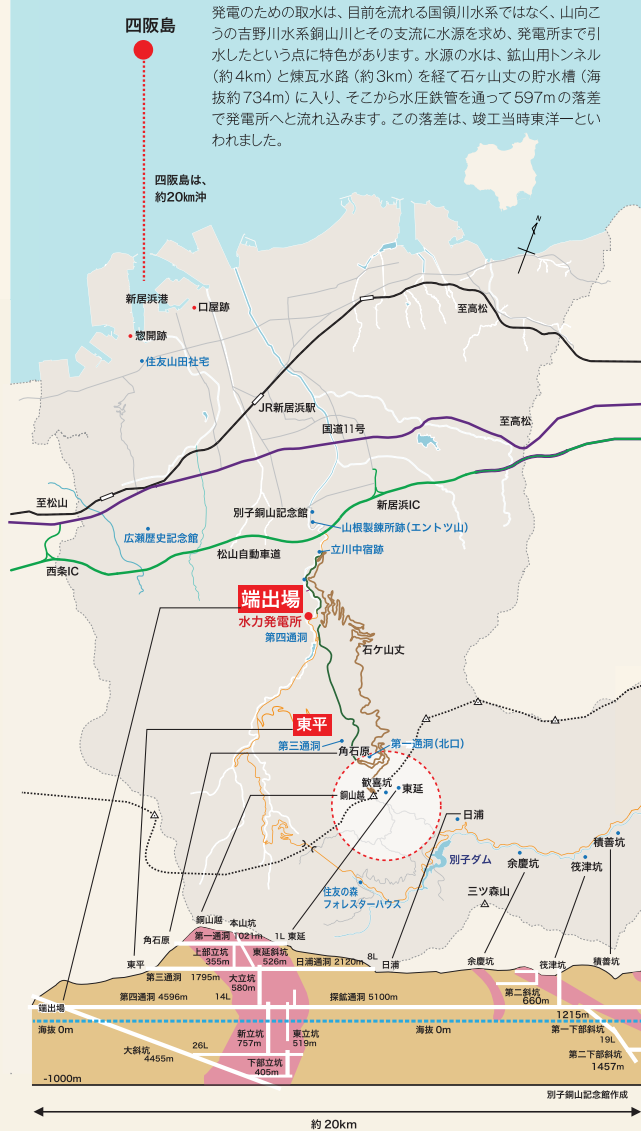 発電のための取水は、目前を流れる国領川水系ではなく、山向こ
うの吉野川水系銅山川とその支流に水源を求め、発電所まで引
水したという点に特色があります。水源の水は、鉱山用トンネル
（約4km）と煉瓦水路（約3km）を経て石ヶ山丈の貯水槽（海
抜約734m）に入り、そこから水圧鉄管を通って597mの落差
で発電所へと流れ込みます。この落差は、竣工当時東洋一とい
われました。
四阪島
四阪島は、
約20km沖
N
新居浜港
口屋跡
惣開跡
住友山田社宅
至高松
JR新居浜駅
国道11号
至高松
至松山
別子銅山記念館
新居浜IC
山根製錬所跡（エントツ山）
広瀬歴史記念館
松山自動車道
立川中宿跡
西条IC
端出場
水力発電所
第四通洞
石ケ山丈
東平
第三通洞
角石原
第一通洞（北口）
歓喜坑
銅山越
東延
日浦
別子ダム
余慶坑
積善坑
筏津坑
住友の森
フォレスターハウス
三ツ森山
銅山越
本山坑
角石原
第一通洞 1021m
1L 東延
東平
上部立坑
355m
東延斜坑
526m
日浦通洞 2120m
8L
日浦
余慶坑
筏津坑
積善坑
第三通洞 1795m
大立坑
580m
第四通洞 4596m
14L
探鉱通洞 5100m
第二斜坑
660m
端出場
1215m
海抜 0m
新立坑
757m
東立坑
519m
海抜 0m
第一下部斜坑
19L
大斜坑
4455m
26L
下部立坑
405m
第二下部斜坑
1457m
-1000m
別子銅山記念館作成
約 20km